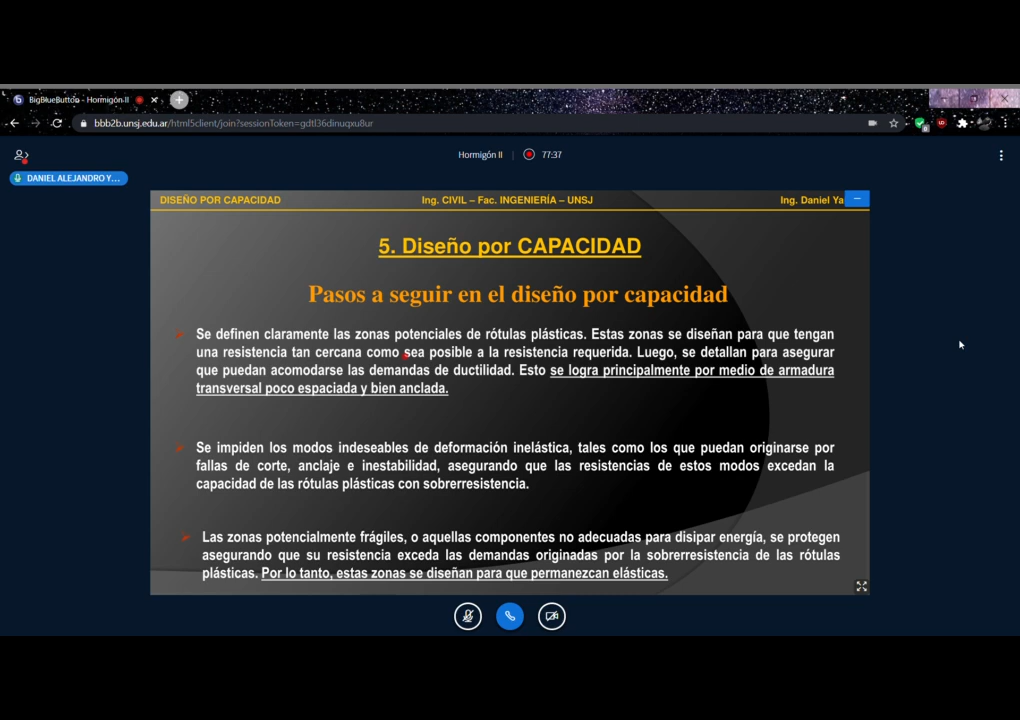 BigBlueButton - Hormigón II
bbb2b.unsj.edu.ar/html5client/join?sessionToken=gdtl36dinuqxu8ur
Hormigón II | 77:37
DANIEL ALEJANDRO Y...
DISEÑO POR CAPACIDAD Ing. CIVIL – Fac. INGENIERÍA – UNSJ Ing. Daniel Ya
5. Diseño por CAPACIDAD
Pasos a seguir en el diseño por capacidad
Se definen claramente las zonas potenciales de rótulas plásticas. Estas zonas se diseñan para que tengan
una resistencia tan cercana como sea posible a la resistencia requerida. Luego, se detallan para asegurar
que puedan acomodarse las demandas de ductilidad. Esto se logra principalmente por medio de armadura
transversal poco espaciada y bien anclada.
Se impiden los modos indeseables de deformación inelástica, tales como los que puedan originarse por
fallas de corte, anclaje e inestabilidad, asegurando que las resistencias de estos modos excedan la
capacidad de las rótulas plásticas con sobrerresistencia.
Las zonas potencialmente frágiles, o aquellas componentes no adecuadas para disipar energía, se protegen
asegurando que su resistencia exceda las demandas originadas por la sobrerresistencia de las rótulas
plásticas. Por lo tanto, estas zonas se diseñan para que permanezcan elásticas.